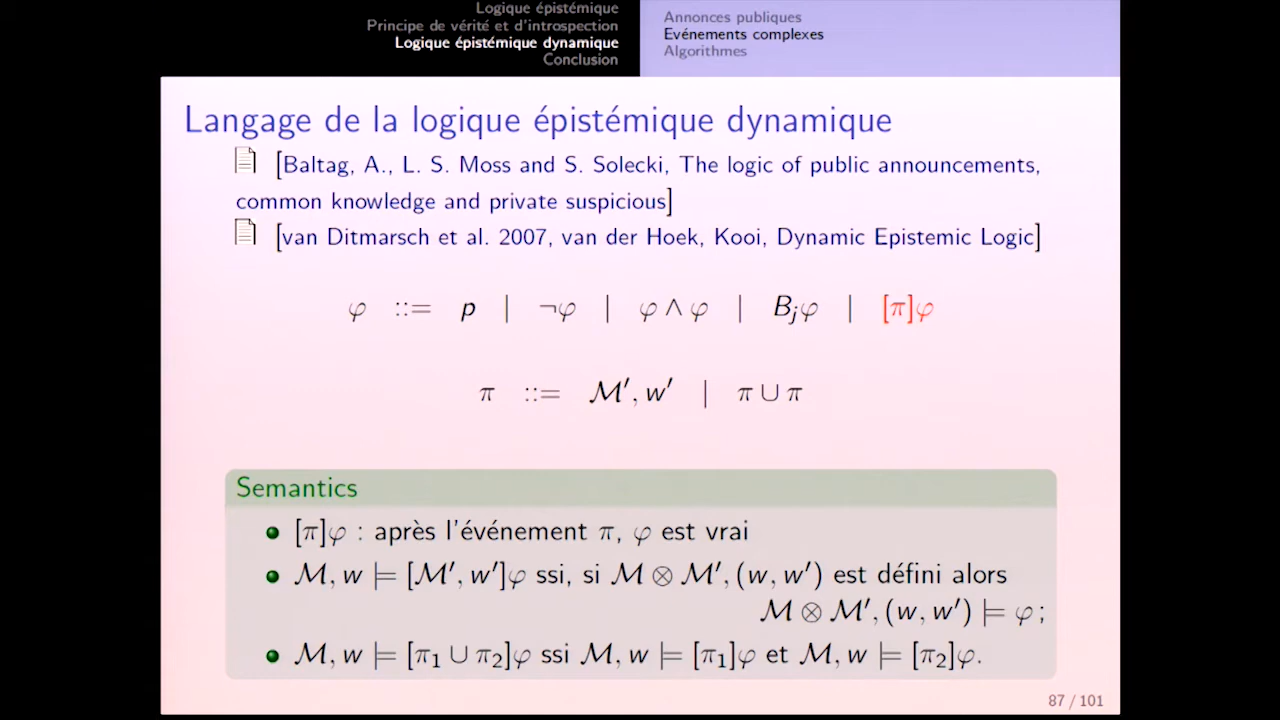 Logique épistémique
Principe de vérité et d'introspection
Logique épistémique dynamique
Conclusion
Annonces publiques
Evénements complexes
Algorithmes
Langage de la logique épistémique dynamique
[Baltag, A., L. S. Moss and S. Solecki, The logic of public announcements,
common knowledge and private suspicious]
[van Ditmarsch et al. 2007, van der Hoek, Kooi, Dynamic Epistemic Logic]
φ ::= p | ¬φ | φ ∧ φ | Bjφ | [π]φ
π ::= ℳ′, w′ | π ∪ π
Semantics
[π]φ : après l'événement π, φ est vrai
ℳ, w ⊨ [ℳ′, w′]φ ssi, si ℳ ⊗ ℳ′, (w, w′) est défini alors
ℳ ⊗ ℳ′, (w, w′) ⊨ φ ;
ℳ, w ⊨ [π₁ ∪ π₂]φ ssi ℳ, w ⊨ [π₁]φ et ℳ, w ⊨ [π₂]φ.
87 / 101